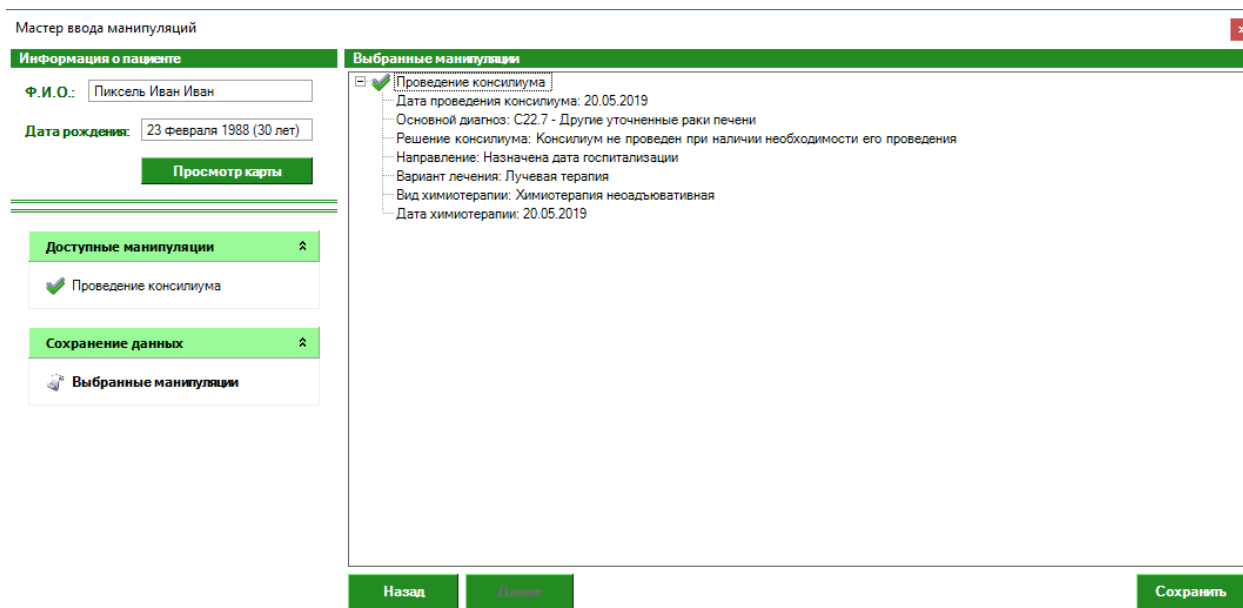 Мастер ввода манипуляций
Информация о пациенте
Ф.И.О.: Пиксель Иван Иван
Дата рождения: 23 февраля 1988 (30 лет)
Просмотр карты
Доступные манипуляции
Проведение консилиума
Сохранение данных
Выбранные манипуляции
Выбранные манипуляции
Проведение консилиума
Дата проведения консилиума: 20.05.2019
Основной диагноз: C22.7 - Другие уточненные раки печени
Решение консилиума: Консилиум не проведен при наличии необходимости его проведения
Направление: Назначена дата госпитализации
Вариант лечения: Лучевая терапия
Вид химиотерапии: Химиотерапия неоадъювативная
Дата химиотерапии: 20.05.2019
Назад
Далее
Сохранить